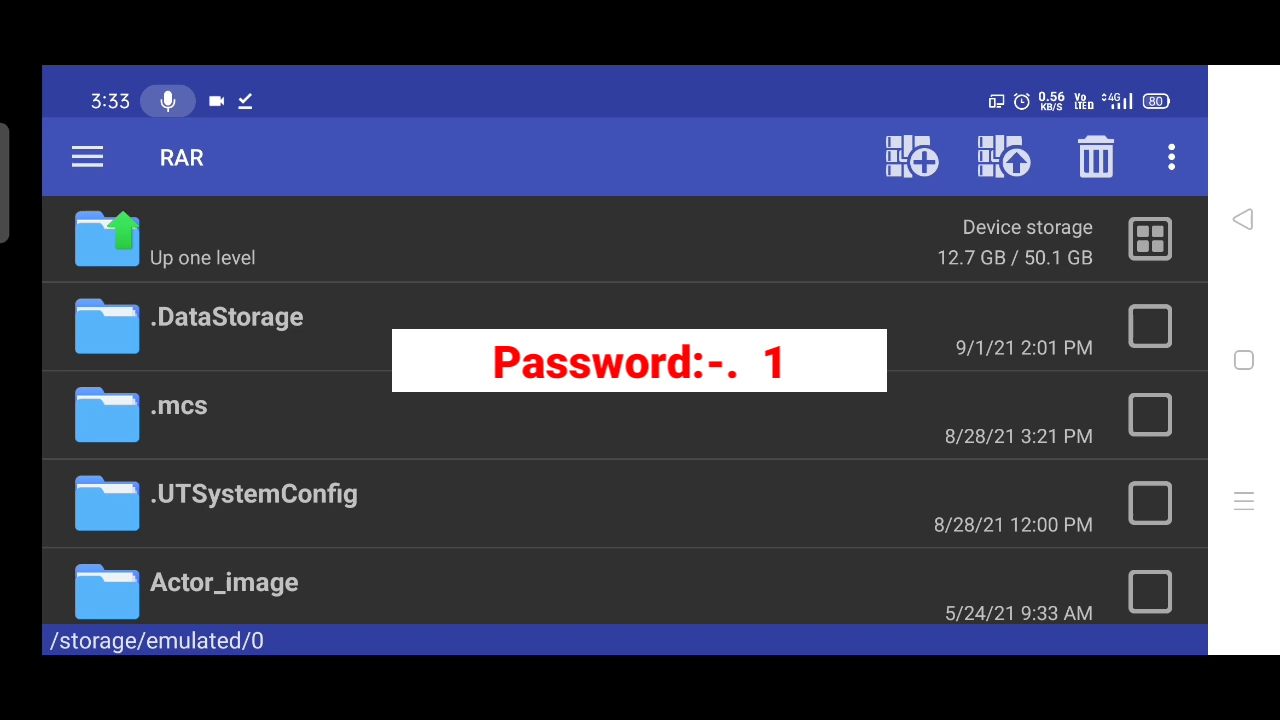 3:33
0.56 KB/S Vo LTED 4G 80
RAR
Device storage
Up one level
12.7 GB / 50.1 GB
.DataStorage
9/1/21 2:01 PM
Password:-. 1
.mcs
8/28/21 3:21 PM
.UTSystemConfig
8/28/21 12:00 PM
Actor_image
5/24/21 9:33 AM
/storage/emulated/0